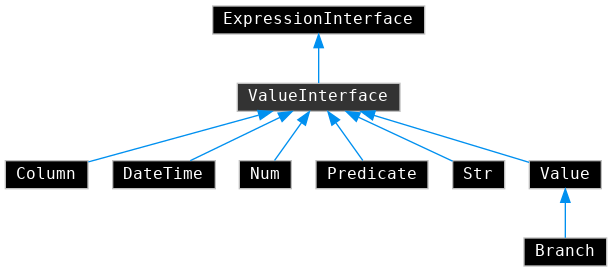 ExpressionInterface
ValueInterface
Column DateTime Num Predicate Str Value
Branch